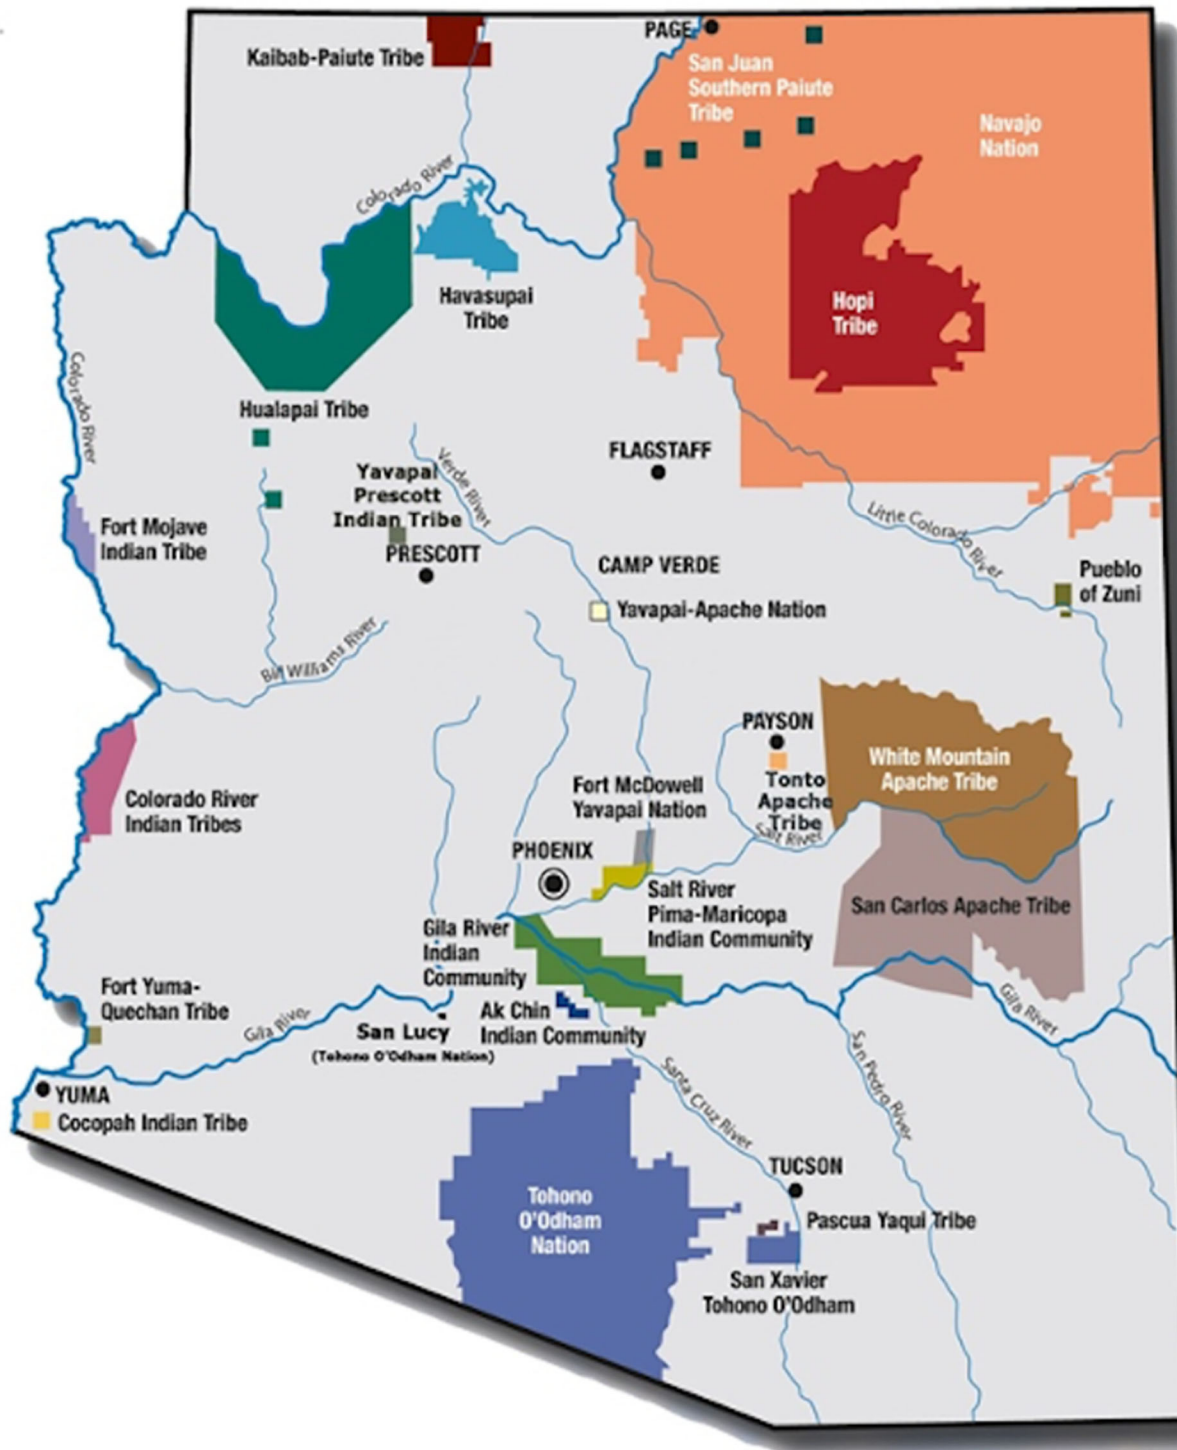 PAGE
Kaibab-Paiute Tribe
San Juan
Southern Paiute
Tribe
Navajo
Nation
Colorado River
Havasupai
Tribe
Hopi
Tribe
Colorado River
Hualapai Tribe
FLAGSTAFF
Verde River
Yavapai
Prescott
Indian Tribe
PRESCOTT
Fort Mojave
Indian Tribe
Little Colorado River
CAMP VERDE
Yavapai-Apache Nation
Pueblo
of Zuni
Bill Williams River
PAYSON
Tonto
Apache
Tribe
White Mountain
Apache Tribe
Colorado River
Indian Tribes
Fort McDowell
Yavapai Nation
Salt River
PHOENIX
Salt River
Pima-Maricopa
Indian Community
San Carlos Apache Tribe
Gila River
Indian
Community
Fort Yuma-
Quechan Tribe
Gila River
San Lucy
(Tohono O'Odham Nation)
Ak Chin
Indian Community
Gila River
San Pedro River
Santa Cruz River
YUMA
Cocopah Indian Tribe
TUCSON
Tohono
O'Odham
Nation
Pascua Yaqui Tribe
San Xavier
Tohono O'Odham